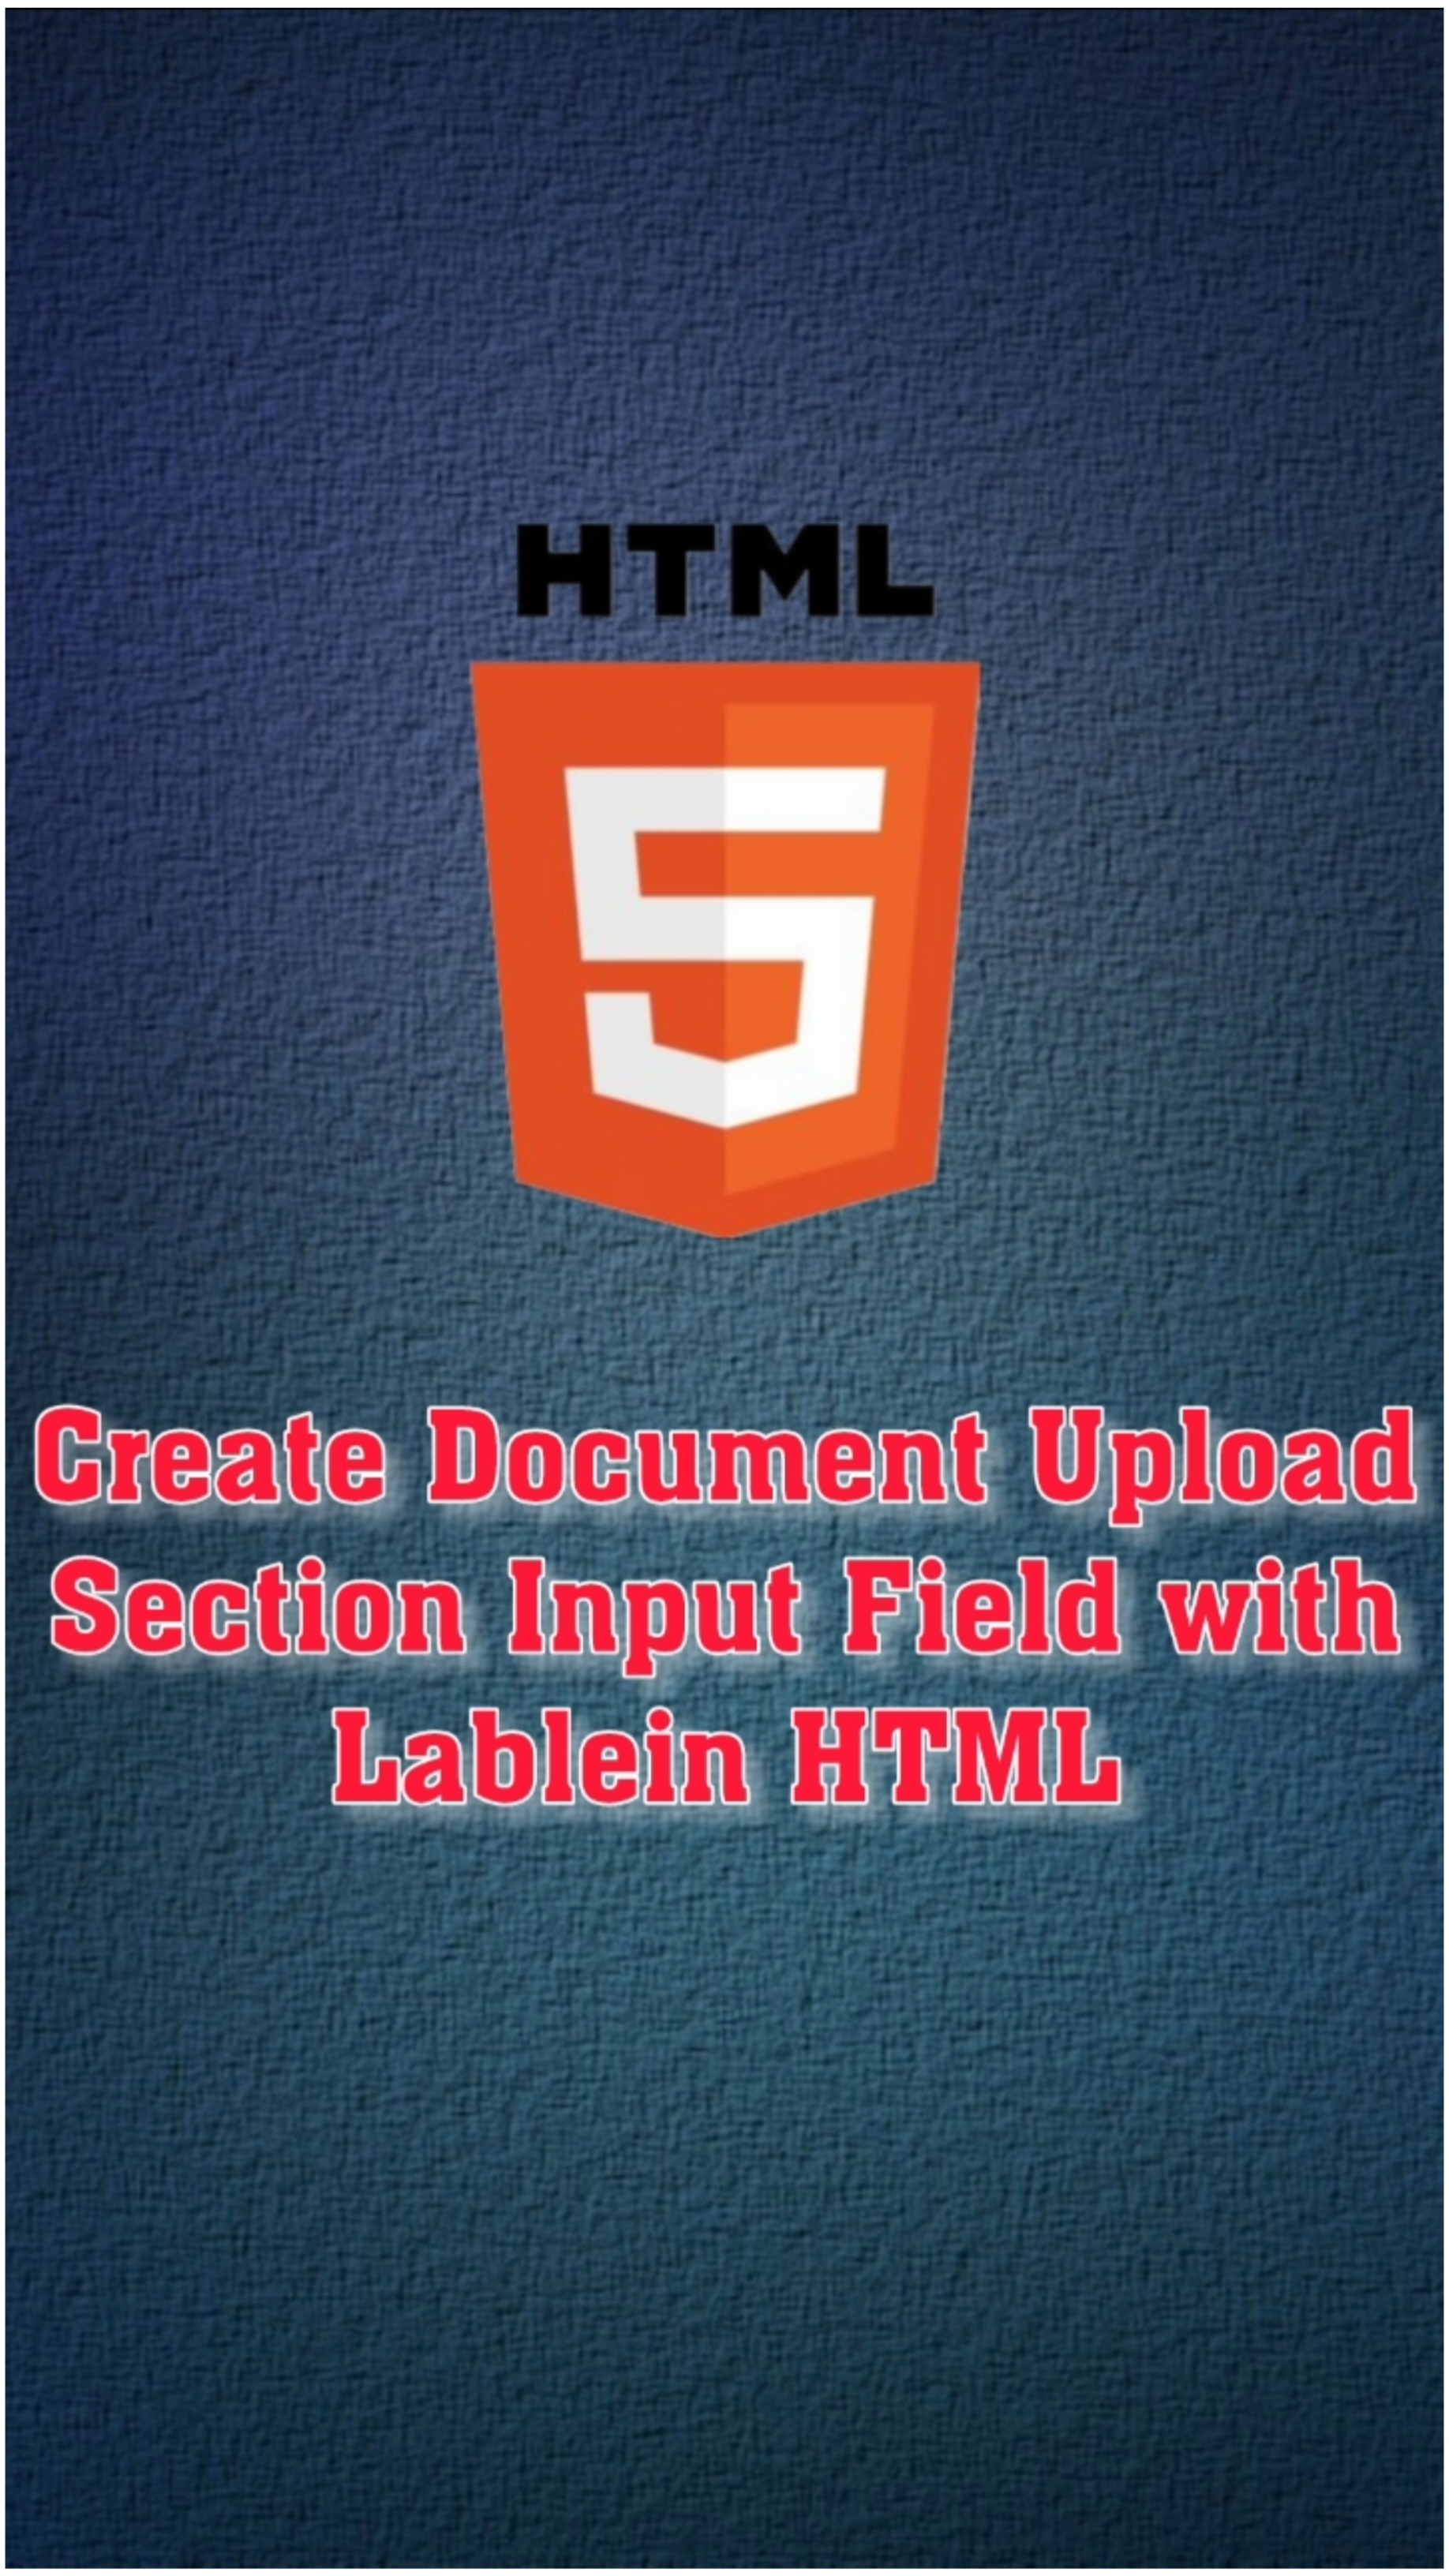 HTML
5
Create Document Upload
Section Input Field with
Lablein HTML